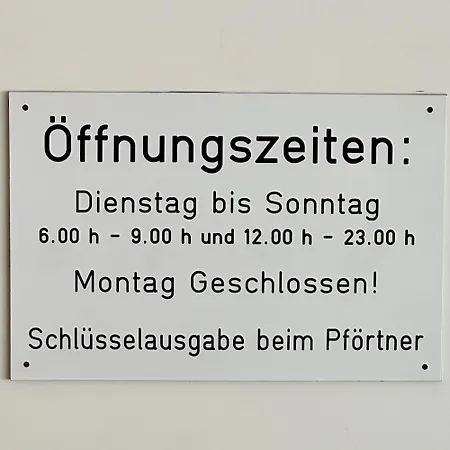 Öffnungszeiten:
Dienstag bis Sonntag
6.00 h - 9.00 h und 12.00 h - 23.00 h
Montag Geschlossen!
Schlüsselausgabe beim Pförtner